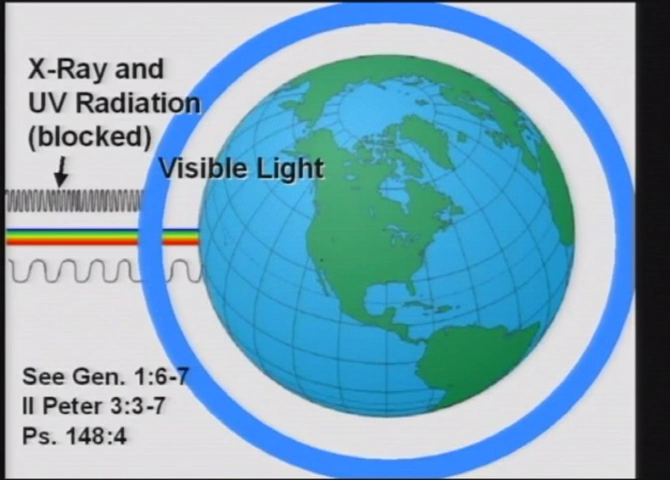 X-Ray and
UV Radiation
(blocked)
Visible Light
See Gen. 1:6-7
II Peter 3:3-7
Ps. 148:4